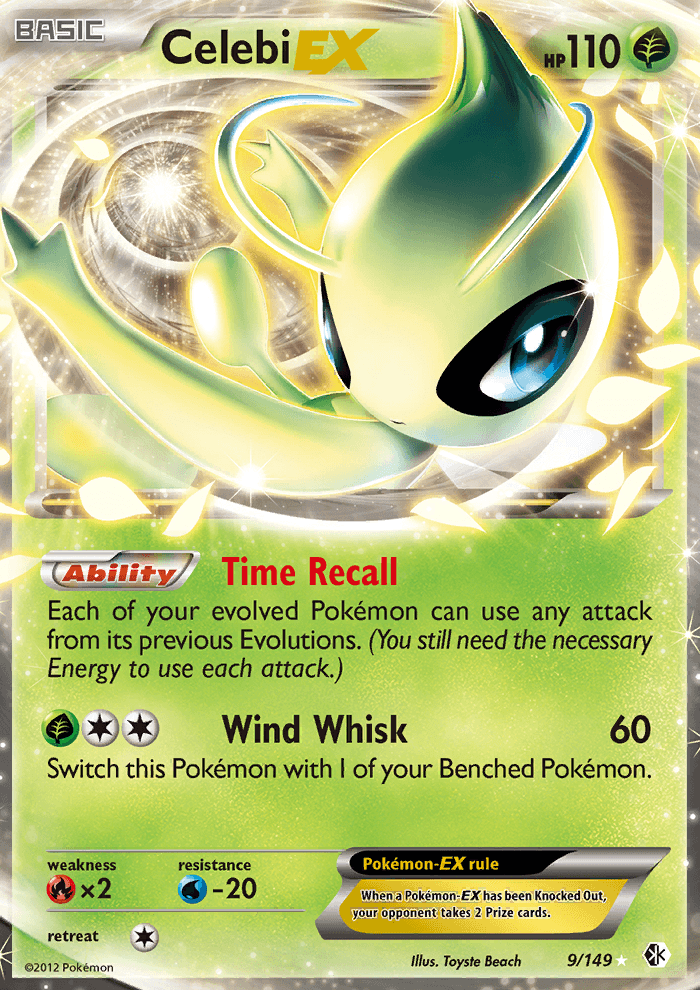 BASIC
Celebi EX
HP110
Ability Time Recall
Each of your evolved Pokémon can use any attack
from its previous Evolutions. (You still need the necessary
Energy to use each attack.)
Wind Whisk 60
Switch this Pokémon with 1 of your Benched Pokémon.
weakness
×2
resistance
-20
retreat
Pokémon-EX rule
When a Pokémon-EX has been Knocked Out,
your opponent takes 2 Prize cards.
©2012 Pokémon
Illus. Toyste Beach
9/149